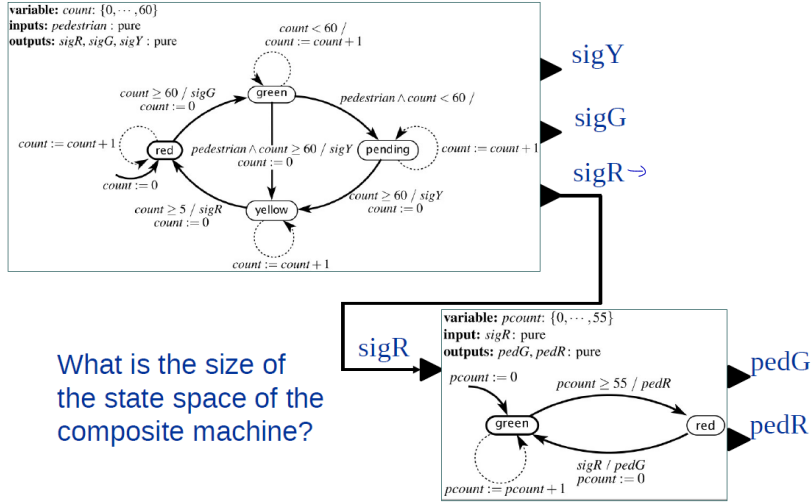 variable: count: {0,⋯,60}
inputs: pedestrian : pure
outputs: sigR, sigG, sigY : pure
count < 60 /
count := count + 1
count ≥ 60 / sigG
count := 0
green
pedestrian ∧ count < 60 /
count := count + 1
red
pedestrian ∧ count ≥ 60 / sigY
count := 0
pending
count := count + 1
count := 0
count ≥ 5 / sigR
count := 0
yellow
count ≥ 60 / sigY
count := 0
count := count + 1
sigY
sigG
sigR
sigR
What is the size of
the state space of the
composite machine?
variable: pcount: {0,⋯,55}
input: sigR: pure
outputs: pedG, pedR: pure
pcount := 0
pcount ≥ 55 / pedR
green
red
sigR / pedG
pcount := 0
pcount := pcount + 1
pedG
pedR